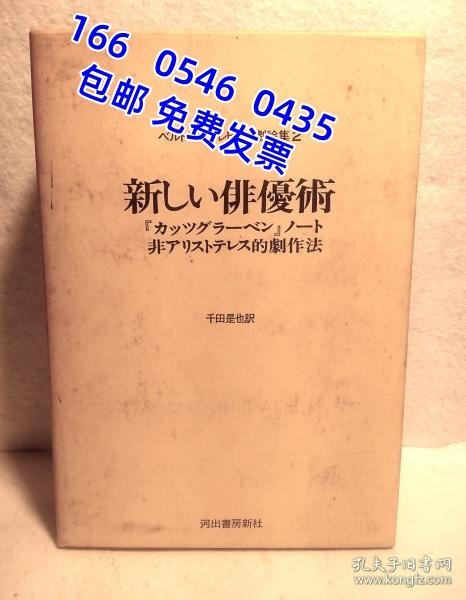 166 0546 0435
包邮 免费发票
新しい俳優術
『カッツグラーベン』ノート
非アリストテレス的劇作法
千田是也訳
河出書房新社
孔夫子旧书网
www.kongfz.com